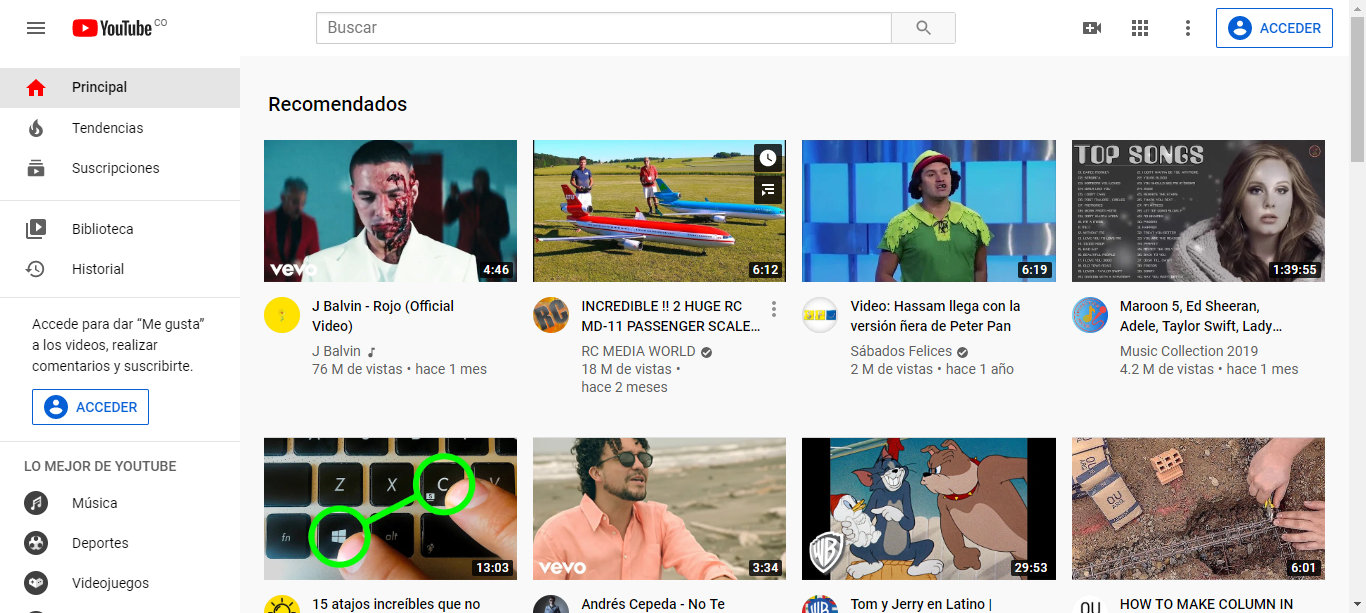 YouTube CO
Buscar
ACCEDER
Principal
Tendencias
Suscripciones
Biblioteca
Historial
Accede para dar “Me gusta”
a los videos, realizar
comentarios y suscribirte.
ACCEDER
LO MEJOR DE YOUTUBE
Música
Deportes
Videojuegos
Recomendados
vevo
4:46
6:12
6:19
TOP SONGS
1:39:55
J Balvin - Rojo (Official
Video)
J Balvin
76 M de vistas • hace 1 mes
RC
INCREDIBLE !! 2 HUGE RC
MD-11 PASSENGER SCALE...
RC MEDIA WORLD
18 M de vistas •
hace 2 meses
Video: Hassam llega con la
versión ñera de Peter Pan
Sábados Felices
2 M de vistas • hace 1 año
Maroon 5, Ed Sheeran,
Adele, Taylor Swift, Lady...
Music Collection 2019
4.2 M de vistas • hace 1 mes
Z
X
C
V
S
fn
alt
13:03
vevo
3:34
WB
29:53
OU
6:01
15 atajos increíbles que no
Andrés Cepeda - No Te
Tom y Jerry en Latino |
OU
HOW TO MAKE COLUMN IN